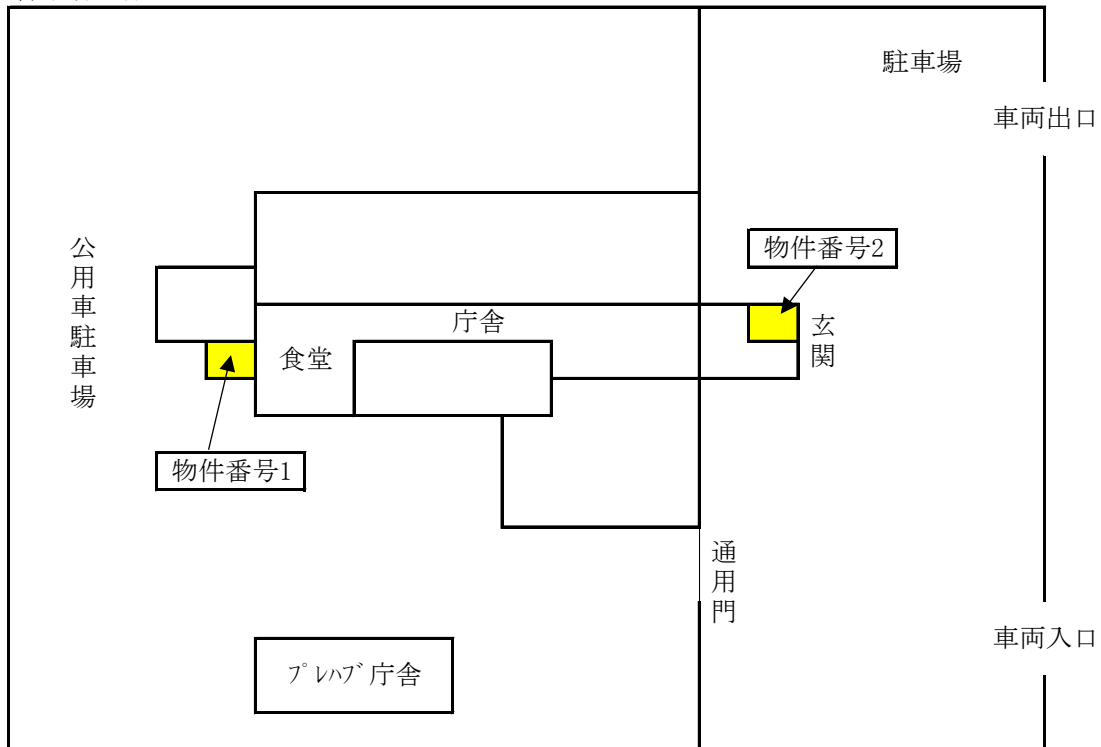 駐車場
車両出口
公用車駐車場
物件番号2
庁舎
玄関
食堂
物件番号1
通用門
車両入口
ﾌﾟﾚﾊﾌﾞ庁舎